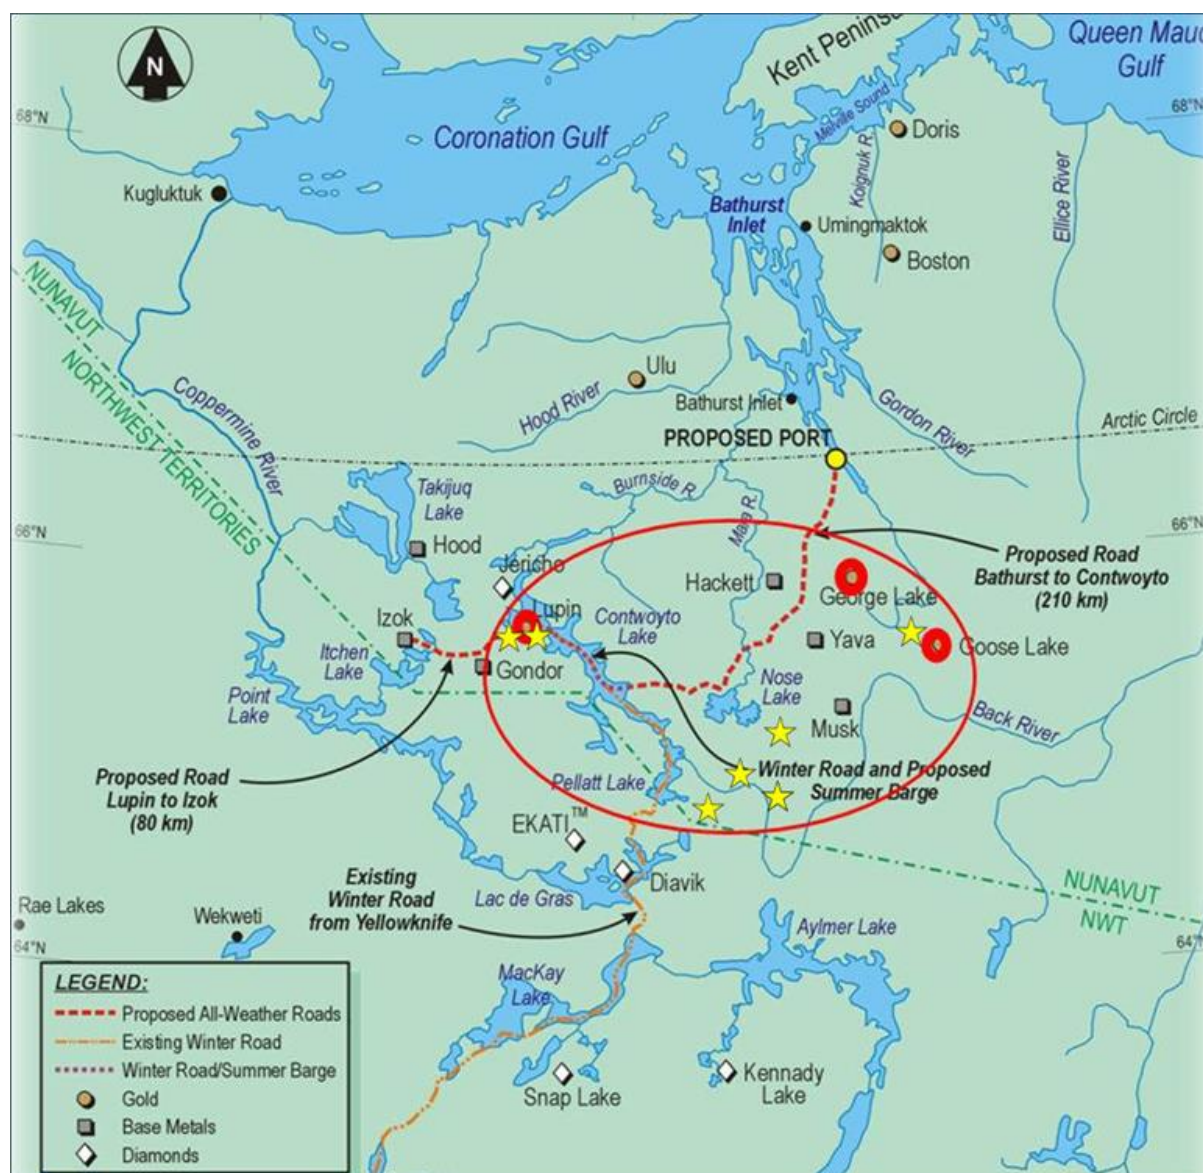 N
Kent Peninsu
Queen Maud
Gulf
68°N
68°N
Coronation Gulf
Melville Sound
Doris
Koignuk R.
Ellice River
Kugluktuk
Bathurst
Inlet
Umingmaktok
Boston
NUNAVUT
NORTHWEST TERRITORIES
Coppermine River
Ulu
Hood River
Bathurst Inlet
Gordon River
Arctic Circle
PROPOSED PORT
Takijuq
Lake
Burnside R.
Mara R.
66°N
66°N
Hood
Jericho
Hackett
George Lake
Proposed Road
Bathurst to Contwoyto
(210 km)
Izok
Lupin
Contwoyto
Lake
Yava
Goose Lake
Itchen
Lake
Gondor
Nose
Lake
Point
Lake
Musk
Back River
Proposed Road
Lupin to Izok
(80 km)
Pellatt Lake
Winter Road and Proposed
Summer Barge
EKATI™
Existing
Winter Road
from Yellowknife
Lac de Gras
Diavik
NUNAVUT
NWT
Rae Lakes
Wekweti
Aylmer Lake
64°N
64°N
MacKay
Lake
Snap Lake
Kennady
Lake
LEGEND:
Proposed All-Weather Roads
Existing Winter Road
Winter Road/Summer Barge
Gold
Base Metals
Diamonds